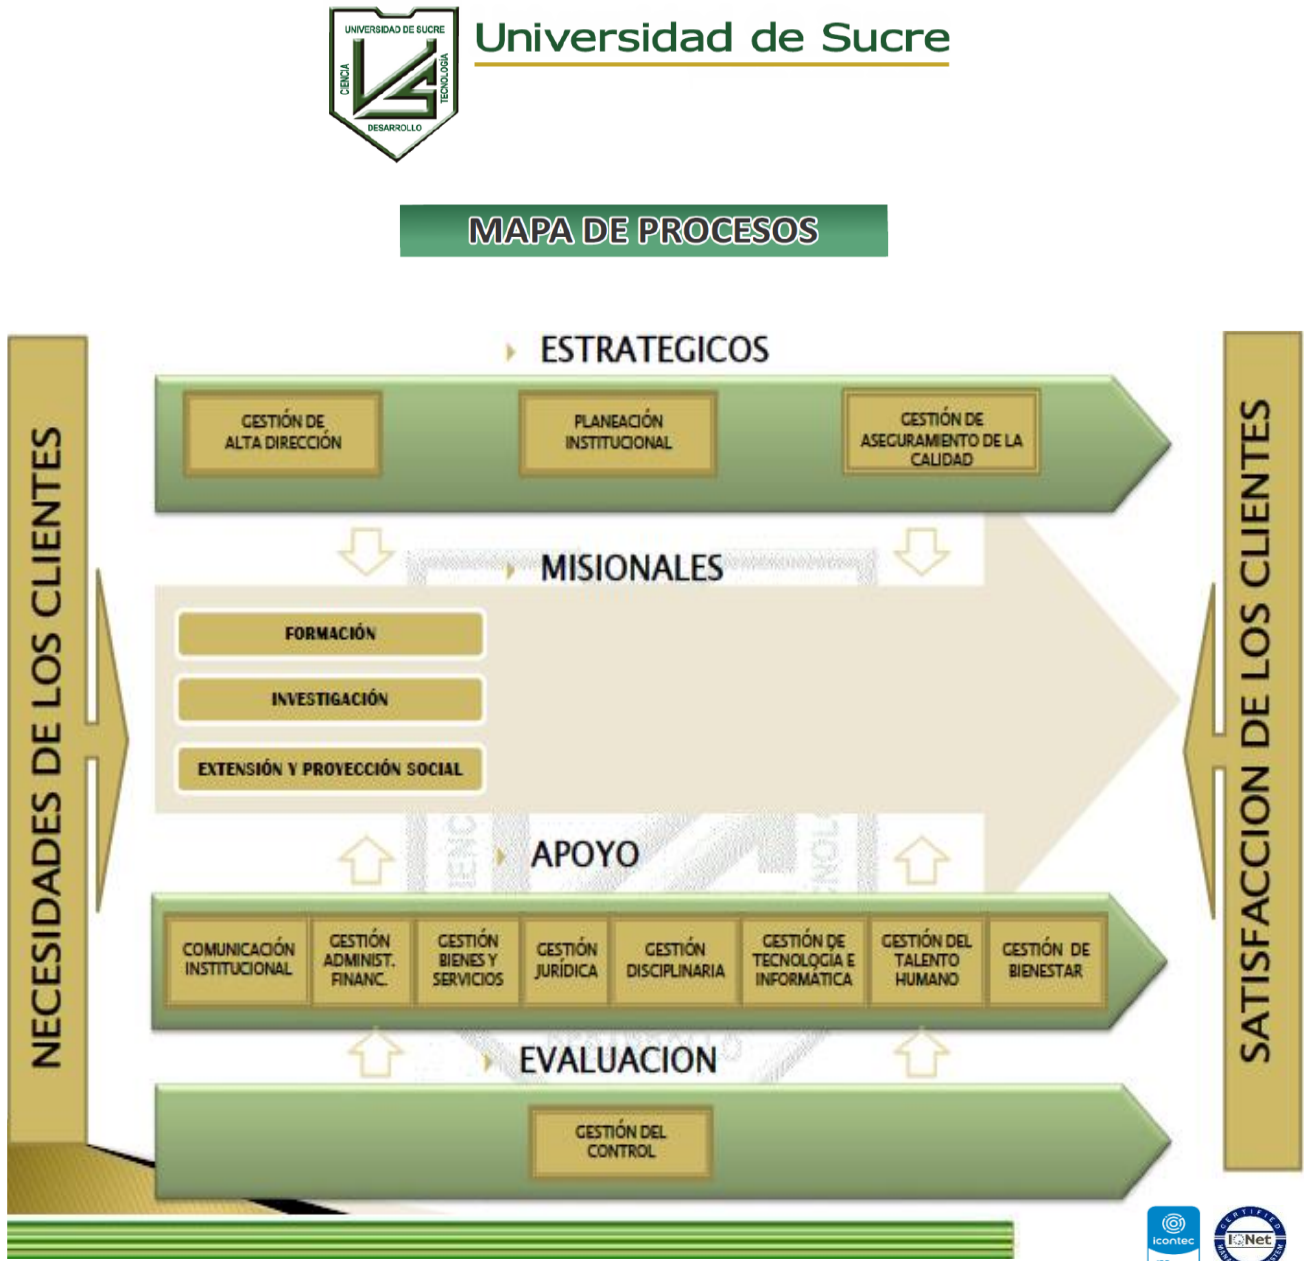 UNIVERSIDAD DE SUCRE
CIENCIA
TECNOLOGÍA
DESARROLLO
Universidad de Sucre
MAPA DE PROCESOS
NECESIDADES DE LOS CLIENTES
ESTRATEGICOS
GESTIÓN DE
ALTA DIRECCIÓN
PLANEACIÓN
INSTITUCIONAL
GESTIÓN DE
ASEGURAMIENTO DE LA
CALIDAD
MISIONALES
FORMACIÓN
INVESTIGACIÓN
EXTENSIÓN Y PROYECCIÓN SOCIAL
APOYO
COMUNICACIÓN
INSTITUCIONAL
GESTIÓN
ADMINIST.
FINANC.
GESTIÓN
BIENES Y
SERVICIOS
GESTIÓN
JURÍDICA
GESTIÓN
DISCIPLINARIA
GESTIÓN DE
TECNOLOGÍA E
INFORMÁTICA
GESTIÓN DEL
TALENTO
HUMANO
GESTIÓN DE
BIENESTAR
EVALUACION
GESTIÓN DEL
CONTROL
SATISFACCION DE LOS CLIENTES
icontec
CERTIFIED
IQNet